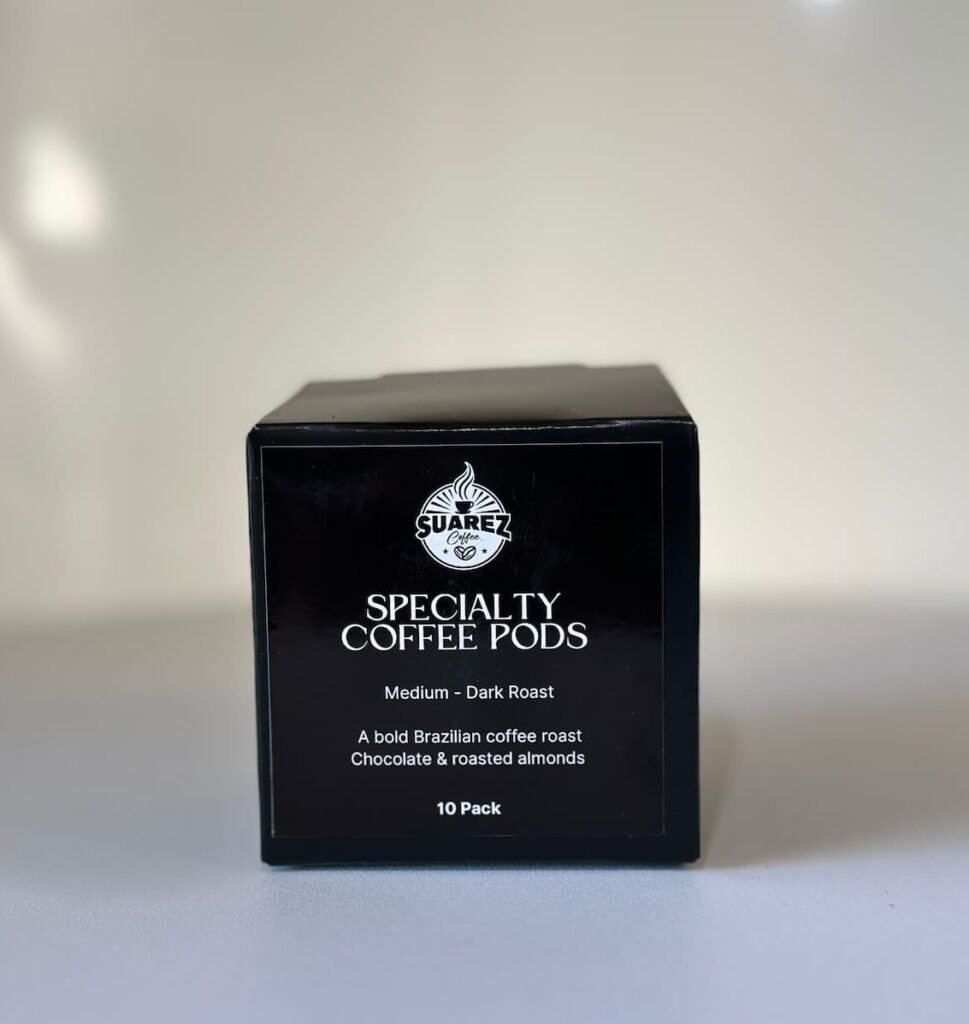 SUAREZ
Coffee
SPECIALTY
COFFEE PODS
Medium - Dark Roast
A bold Brazilian coffee roast
Chocolate & roasted almonds
10 Pack